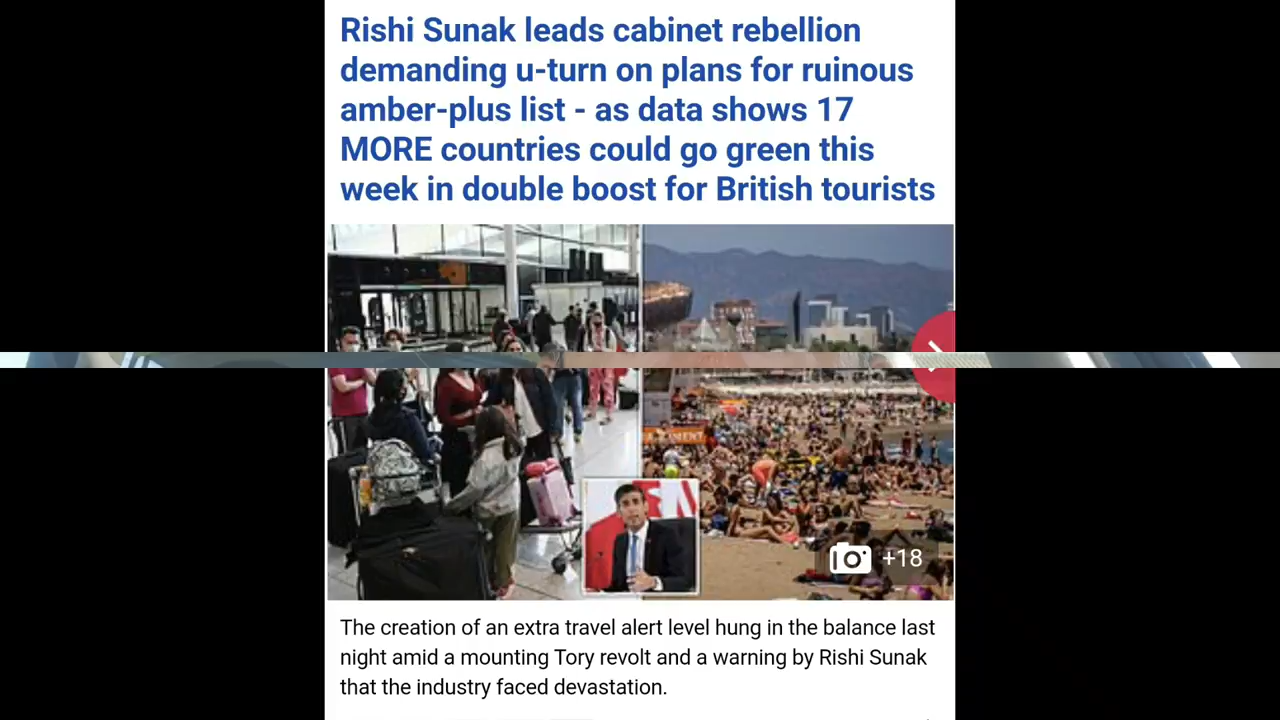 Rishi Sunak leads cabinet rebellion
demanding u-turn on plans for ruinous
amber-plus list - as data shows 17
MORE countries could go green this
week in double boost for British tourists
+18
The creation of an extra travel alert level hung in the balance last
night amid a mounting Tory revolt and a warning by Rishi Sunak
that the industry faced devastation.